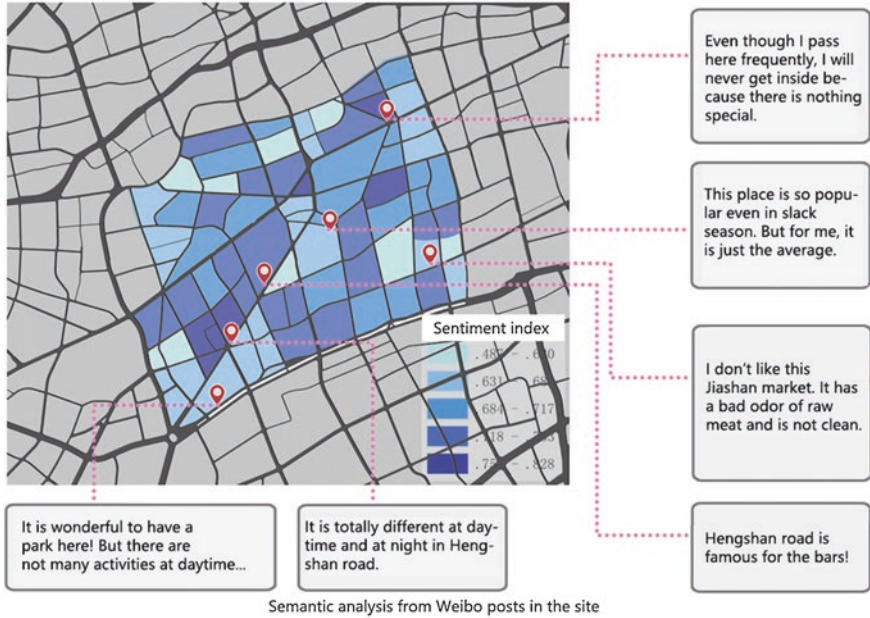 Even though I pass
here frequently, I will
never get inside be-
cause there is nothing
special.
This place is so popu-
lar even in slack
season. But for me, it
is just the average.
I don't like this
Jiashan market. It has
a bad odor of raw
meat and is not clean.
Hengshan road is
famous for the bars!
Sentiment index
.631
.684 - .717
.828
It is wonderful to have a
park here! But there are
not many activities at daytime...
It is totally different at day-
time and at night in Heng-
shan road.
Semantic analysis from Weibo posts in the site